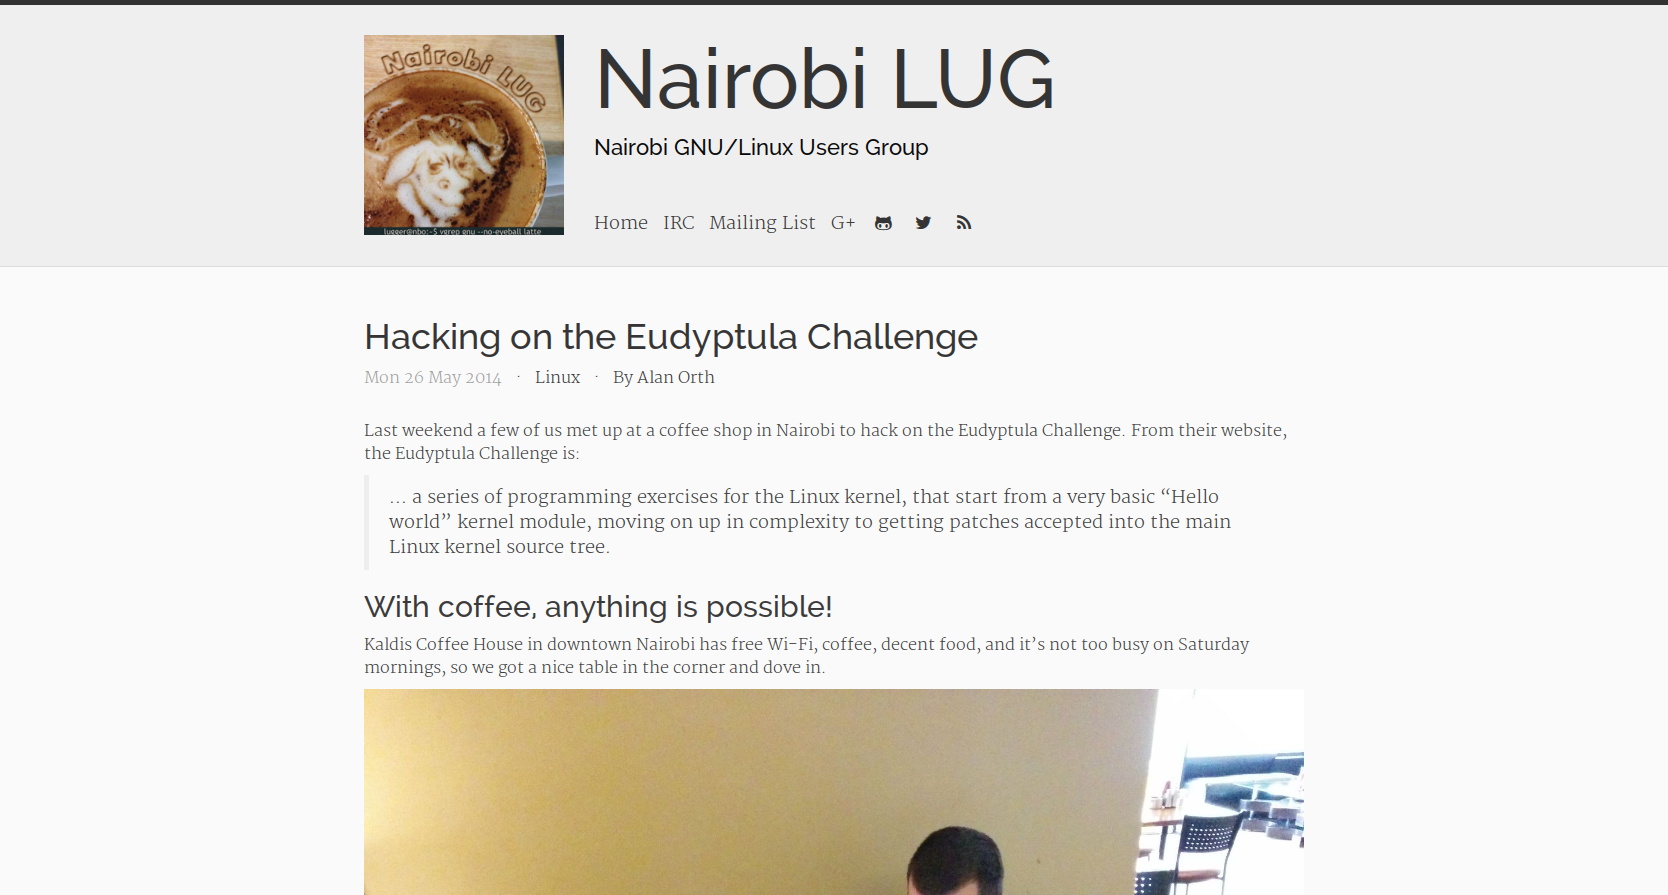 Nairobi LUG
lugger@nbo:~$ vgrep gnu --no-eyeball latte
Nairobi LUG
Nairobi GNU/Linux Users Group
Home IRC Mailing List G+
Hacking on the Eudyptula Challenge
Mon 26 May 2014 · Linux · By Alan Orth
Last weekend a few of us met up at a coffee shop in Nairobi to hack on the Eudyptula Challenge. From their website,
the Eudyptula Challenge is:
… a series of programming exercises for the Linux kernel, that start from a very basic “Hello
world” kernel module, moving on up in complexity to getting patches accepted into the main
Linux kernel source tree.
With coffee, anything is possible!
Kaldis Coffee House in downtown Nairobi has free Wi-Fi, coffee, decent food, and it’s not too busy on Saturday
mornings, so we got a nice table in the corner and dove in.